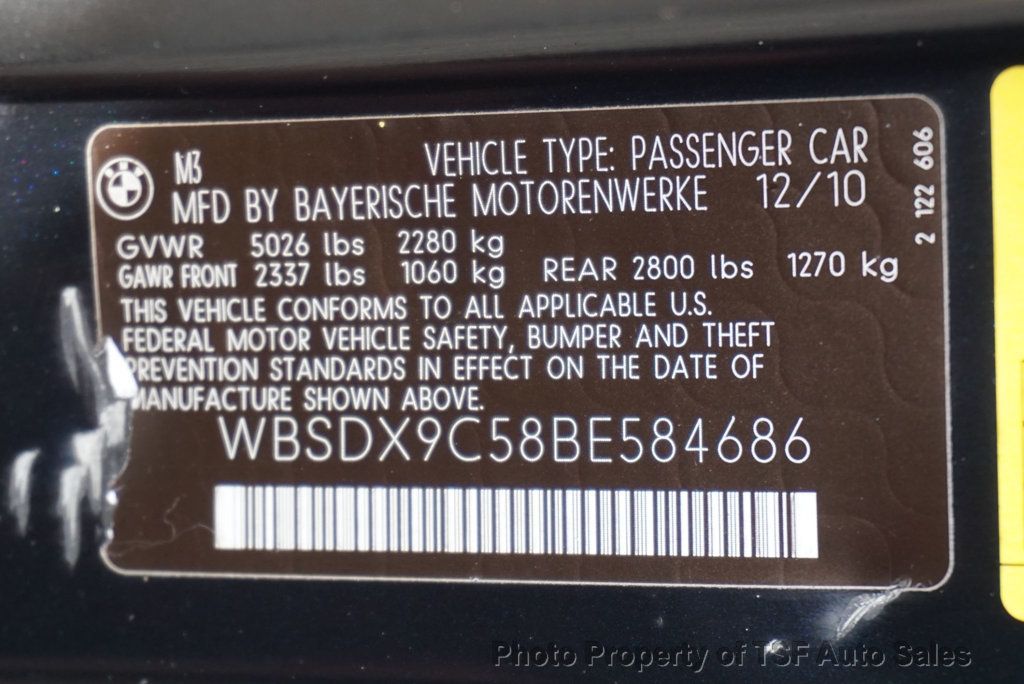 M3 VEHICLE TYPE: PASSENGER CAR
MFD BY BAYERISCHE MOTORENWERKE 12/10
GVWR 5026 lbs 2280 kg
GAWR FRONT 2337 lbs 1060 kg REAR 2800 lbs 1270 kg
THIS VEHICLE CONFORMS TO ALL APPLICABLE U.S.
FEDERAL MOTOR VEHICLE SAFETY, BUMPER AND THEFT
PREVENTION STANDARDS IN EFFECT ON THE DATE OF
MANUFACTURE SHOWN ABOVE.
WBSDX9C58BE584686
2 122 606
Photo Property of TSF Auto Sales